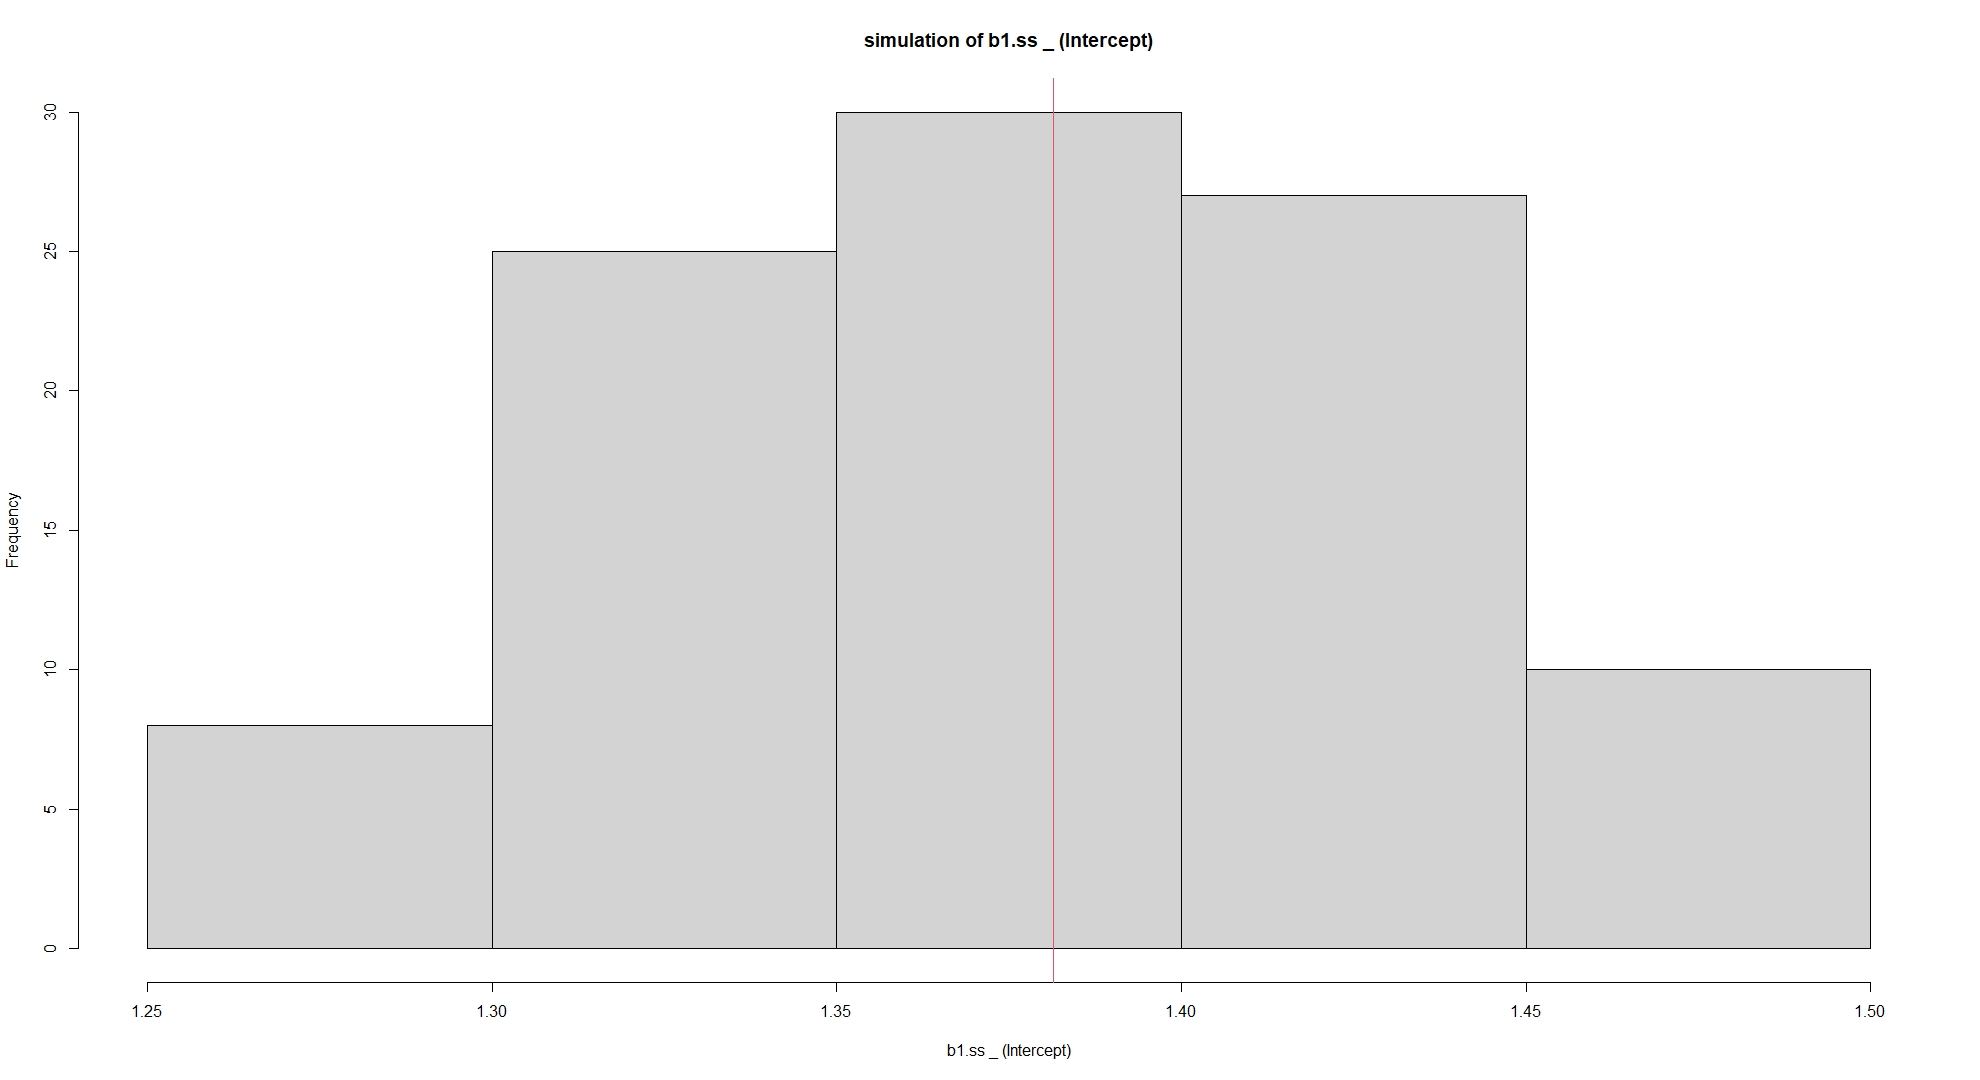 simulation of b1.ss _ (Intercept)
30
25
20
15
10
5
0
Frequency
1.25 1.30 1.35 1.40 1.45 1.50
b1.ss _ (Intercept)